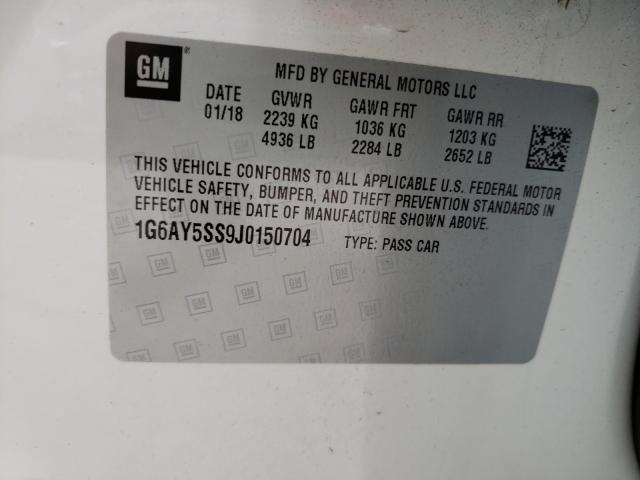 GM
MFD BY GENERAL MOTORS LLC
DATE GVWR GAWR FRT GAWR RR
01/18 2239 KG 1036 KG 1203 KG
4936 LB 2284 LB 2652 LB
THIS VEHICLE CONFORMS TO ALL APPLICABLE U.S. FEDERAL MOTOR
VEHICLE SAFETY, BUMPER, AND THEFT PREVENTION STANDARDS IN
EFFECT ON THE DATE OF MANUFACTURE SHOWN ABOVE.
1G6AY5SS9J0150704 TYPE: PASS CAR